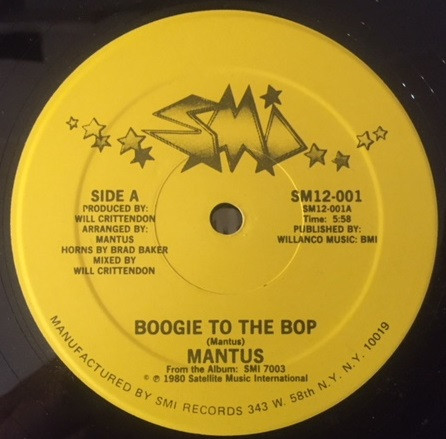 SMI
SIDE A
PRODUCED BY:
WILL CRITTENDON
ARRANGED BY:
MANTUS
HORNS BY BRAD BAKER
MIXED BY
WILL CRITTENDON
SM12-001
SM12-001A
Time: 5:58
PUBLISHED BY:
WILLANCO MUSIC: BMI
BOOGIE TO THE BOP
(Mantus)
MANTUS
From the Album: SMI 7003
© ℗ 1980 Satellite Music International
MANUFACTURED BY SMI RECORDS 343 W. 58th N.Y. N.Y. 10019